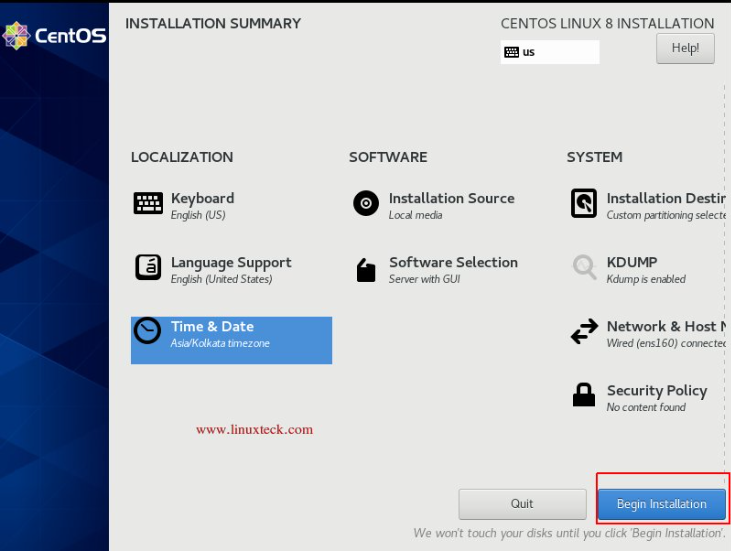 CentOS
INSTALLATION SUMMARY
CENTOS LINUX 8 INSTALLATION
us
Help!
LOCALIZATION
Keyboard
English (US)
Language Support
English (United States)
Time & Date
Asia/Kolkata timezone
SOFTWARE
Installation Source
Local media
Software Selection
Server with GUI
SYSTEM
Installation Destin
Custom partitioning selecte
KDUMP
Kdump is enabled
Network & Host N
Wired (ens160) connected
Security Policy
No content found
www.linuxteck.com
Quit
Begin Installation
We won't touch your disks until you click 'Begin Installation'.